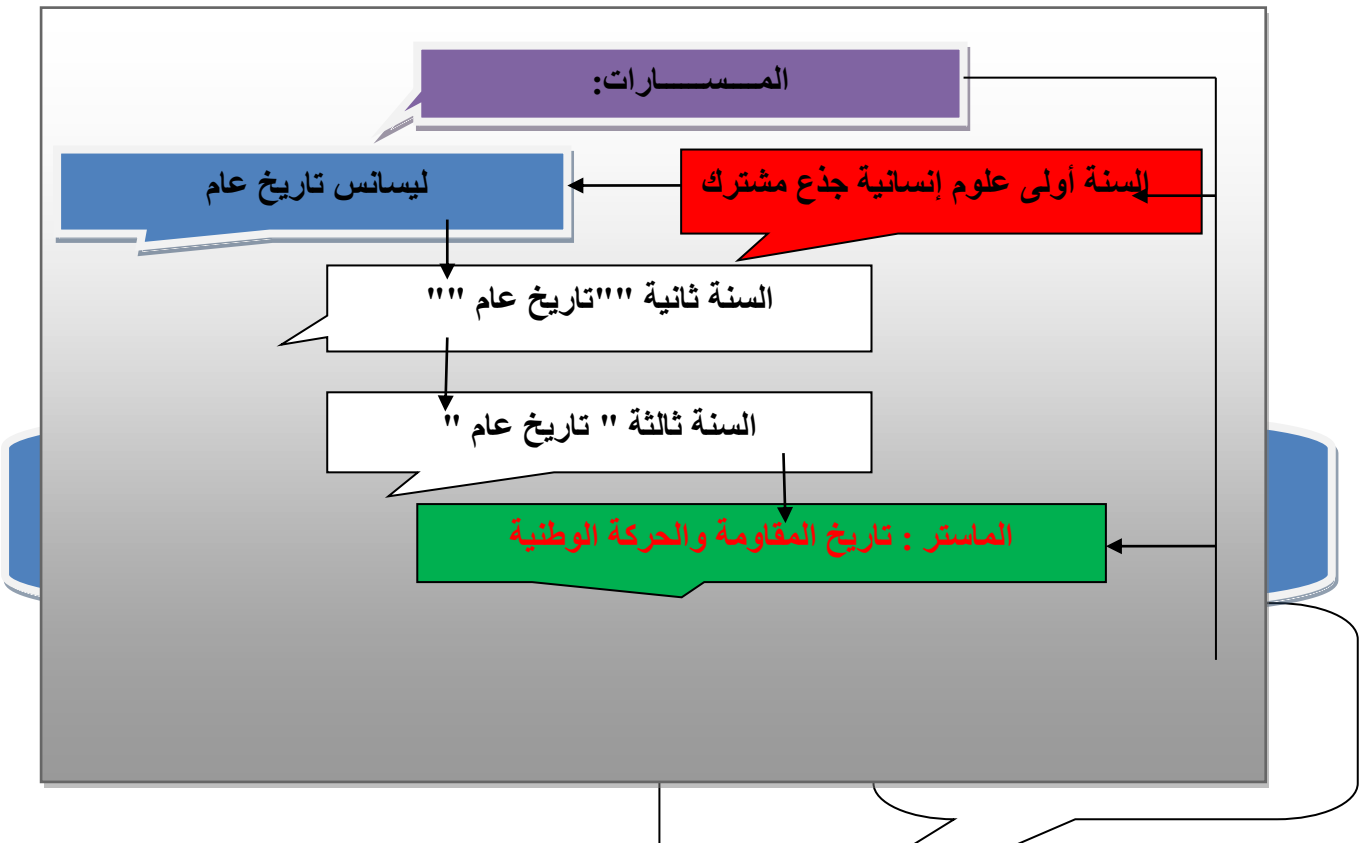 المـــســـــارات:
السنة أولى علوم إنسانية جذع مشترك
ليسانس تاريخ عام
السنة ثانية ""تاريخ عام ""
السنة ثالثة " تاريخ عام "
الماستر : تاريخ المقاومة والحركة الوطنية